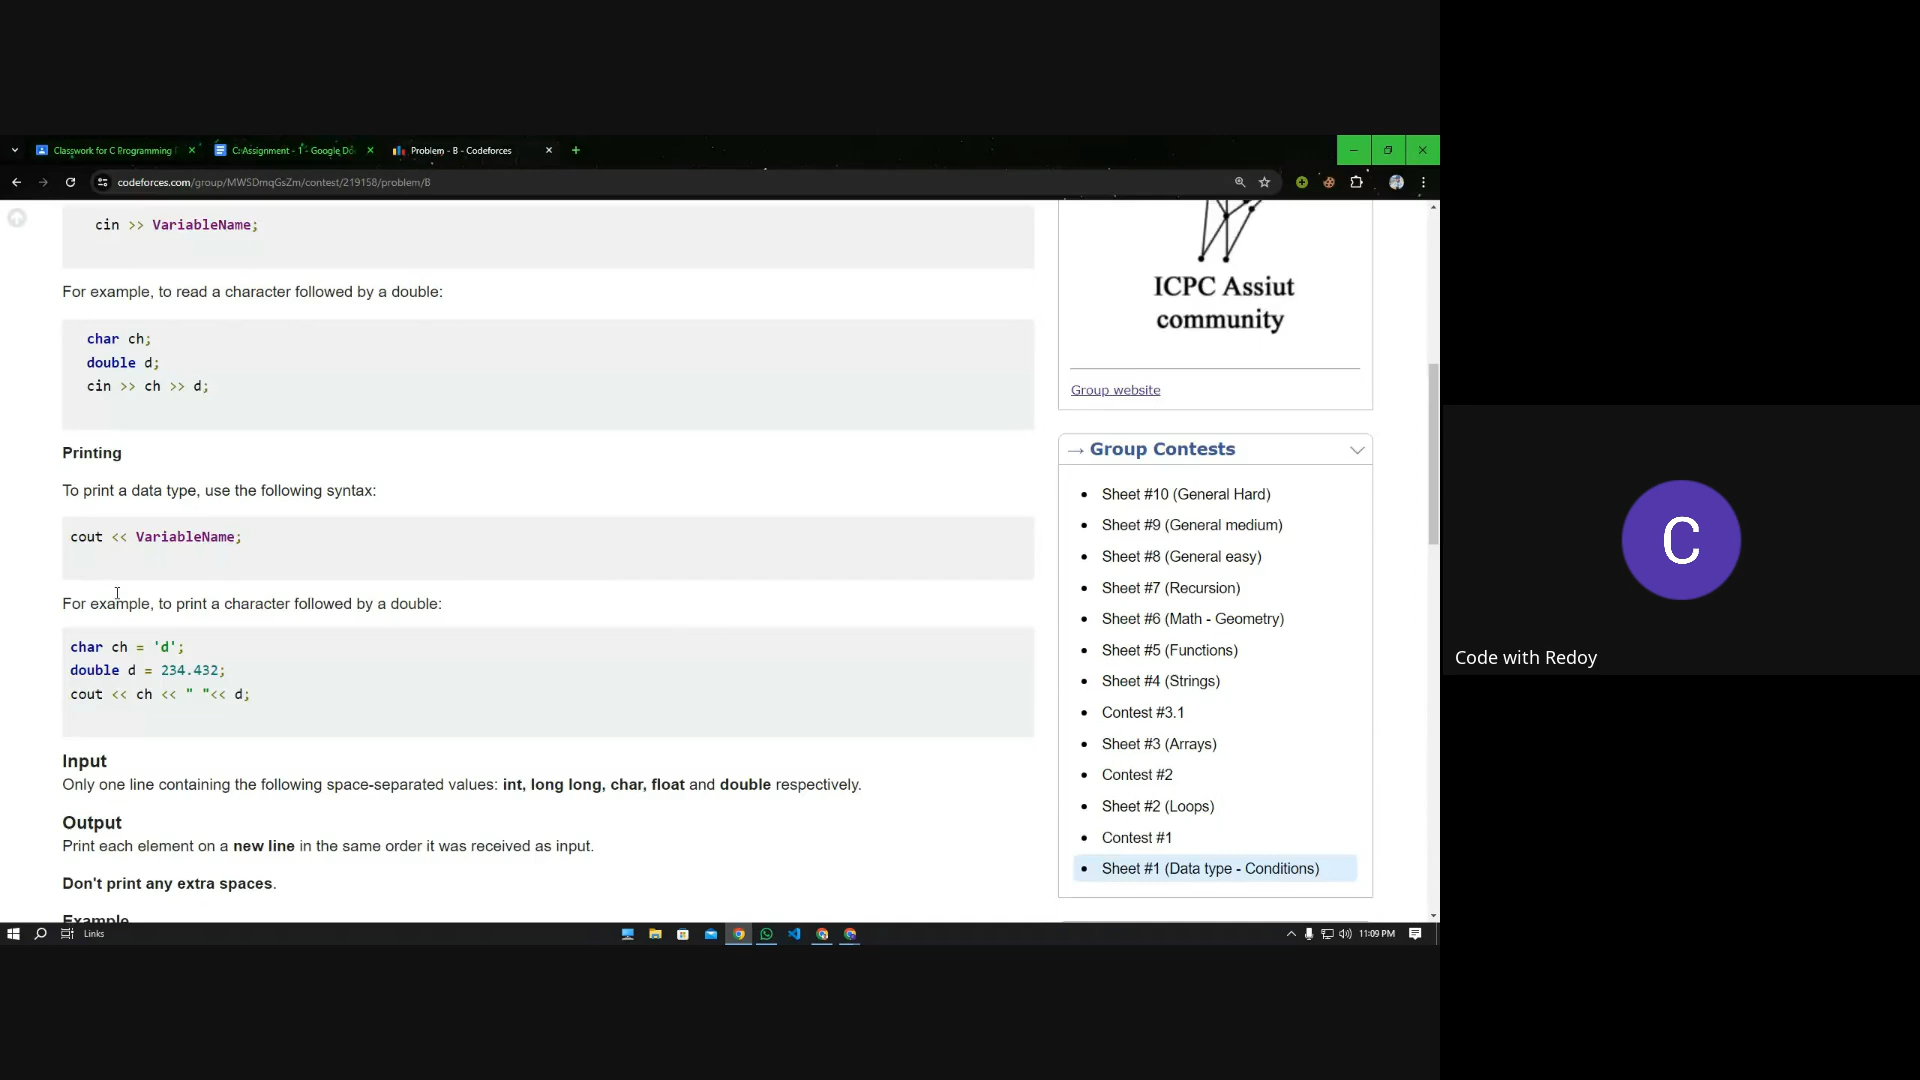 Classwork for C Programming
C Assignment - 1 - Google Do
Problem - B - Codeforces
codeforces.com/group/MWSDmqGsZm/contest/219158/problem/B
cin >> VariableName;
For example, to read a character followed by a double:
char ch;
double d;
cin >> ch >> d;
Printing
To print a data type, use the following syntax:
cout << VariableName;
For example, to print a character followed by a double:
char ch = 'd';
double d = 234.432;
cout << ch << " "<< d;
Input
Only one line containing the following space-separated values: int, long long, char, float and double respectively.
Output
Print each element on a new line in the same order it was received as input.
Don't print any extra spaces.
Example
ICPC Assiut
community
Group website
→ Group Contests
Sheet #10 (General Hard)
Sheet #9 (General medium)
Sheet #8 (General easy)
Sheet #7 (Recursion)
Sheet #6 (Math - Geometry)
Sheet #5 (Functions)
Sheet #4 (Strings)
Contest #3.1
Sheet #3 (Arrays)
Contest #2
Sheet #2 (Loops)
Contest #1
Sheet #1 (Data type - Conditions)
C
Code with Redoy
Links
11:09 PM